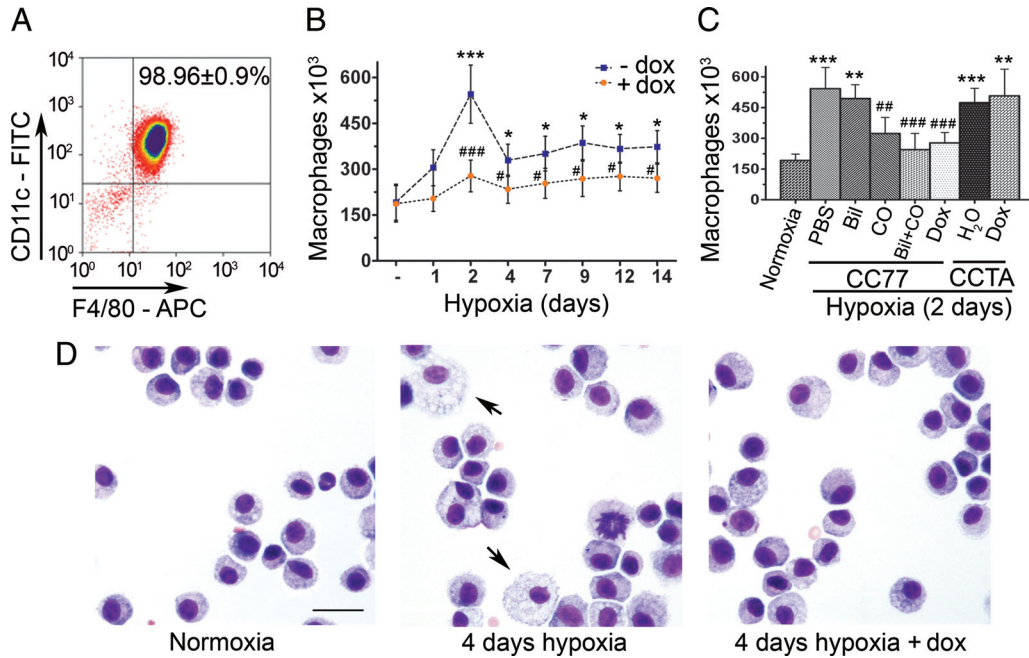 A
98.96±0.9%
CD11c - FITC
10⁴
10³
10²
10¹
10⁰
10⁰ 10¹ 10² 10³ 10⁴
F4/80 - APC
B
Macrophages x10³
600
450
300
150
0
- dox
+ dox
***
* * * * *
###
# # # # #
- 1 2 4 7 9 12 14
Hypoxia (days)
C
Macrophages x10³
600
450
300
150
0
*** ** ## ### ### *** **
Normoxia PBS Bil CO Bil+CO Dox H₂O Dox
CC77 CCTA
Hypoxia (2 days)
D
Normoxia 4 days hypoxia 4 days hypoxia + dox